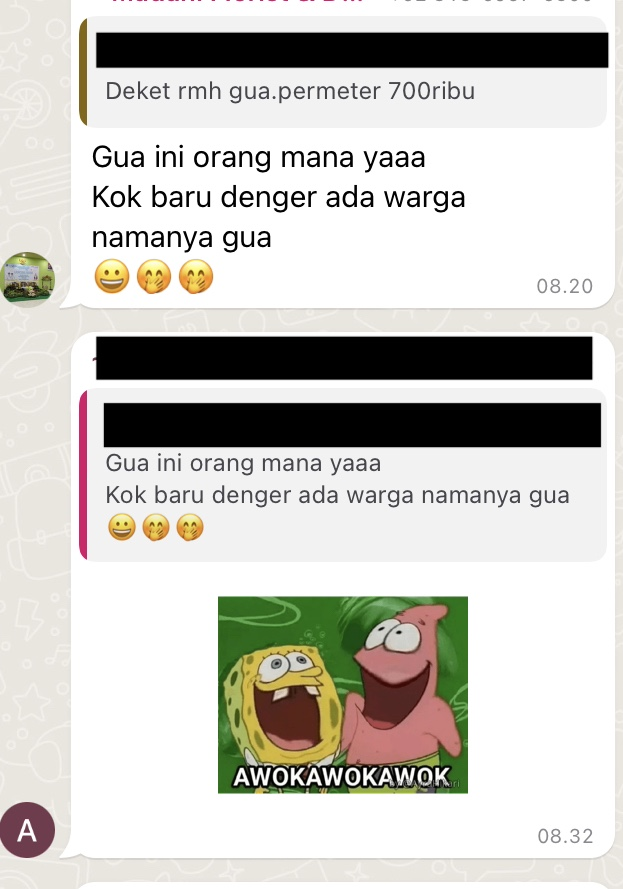 Deket rmh gua.permeter 700ribu
Gua ini orang mana yaaa
Kok baru denger ada warga
namanya gua
😀🤭🤭
08.20
Gua ini orang mana yaaa
Kok baru denger ada warga namanya gua
😀🤭🤭
AWOKAWOKAWOK
A
08.32